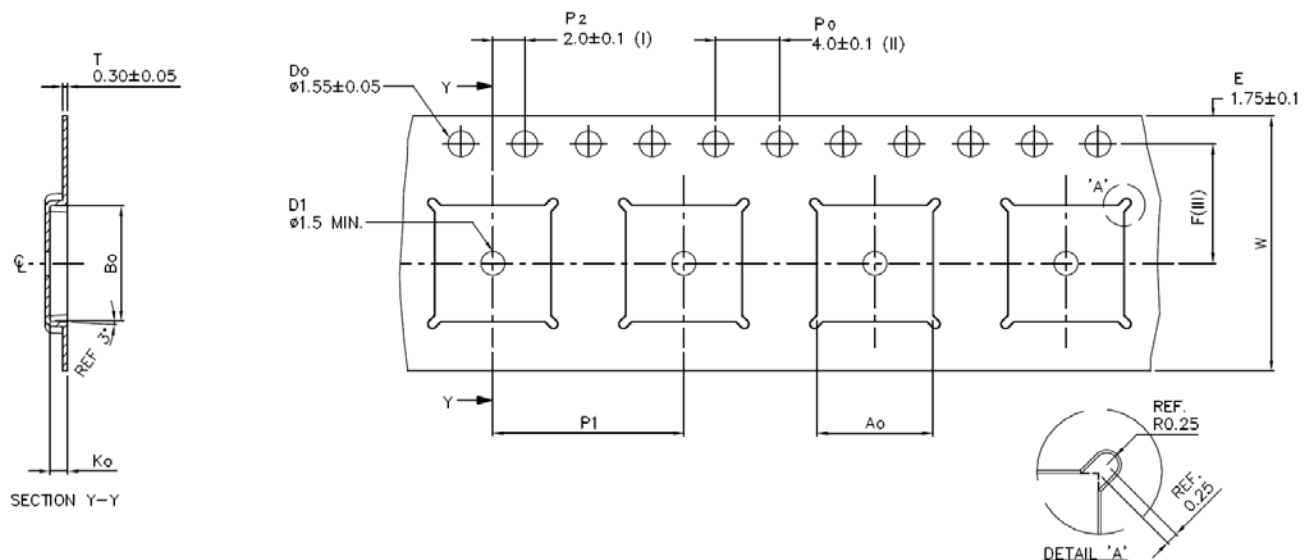 P2
2.0±0.1 (I)
Po
4.0±0.1 (II)
T
0.30±0.05
Do
ø1.55±0.05
Y
E
1.75±0.1
D1
ø1.5 MIN.
'A'
F(III)
W
℄
Bo
REF 3°
Y
P1
Ao
Ko
SECTION Y-Y
REF.
R0.25
REF.
0.25
DETAIL 'A'